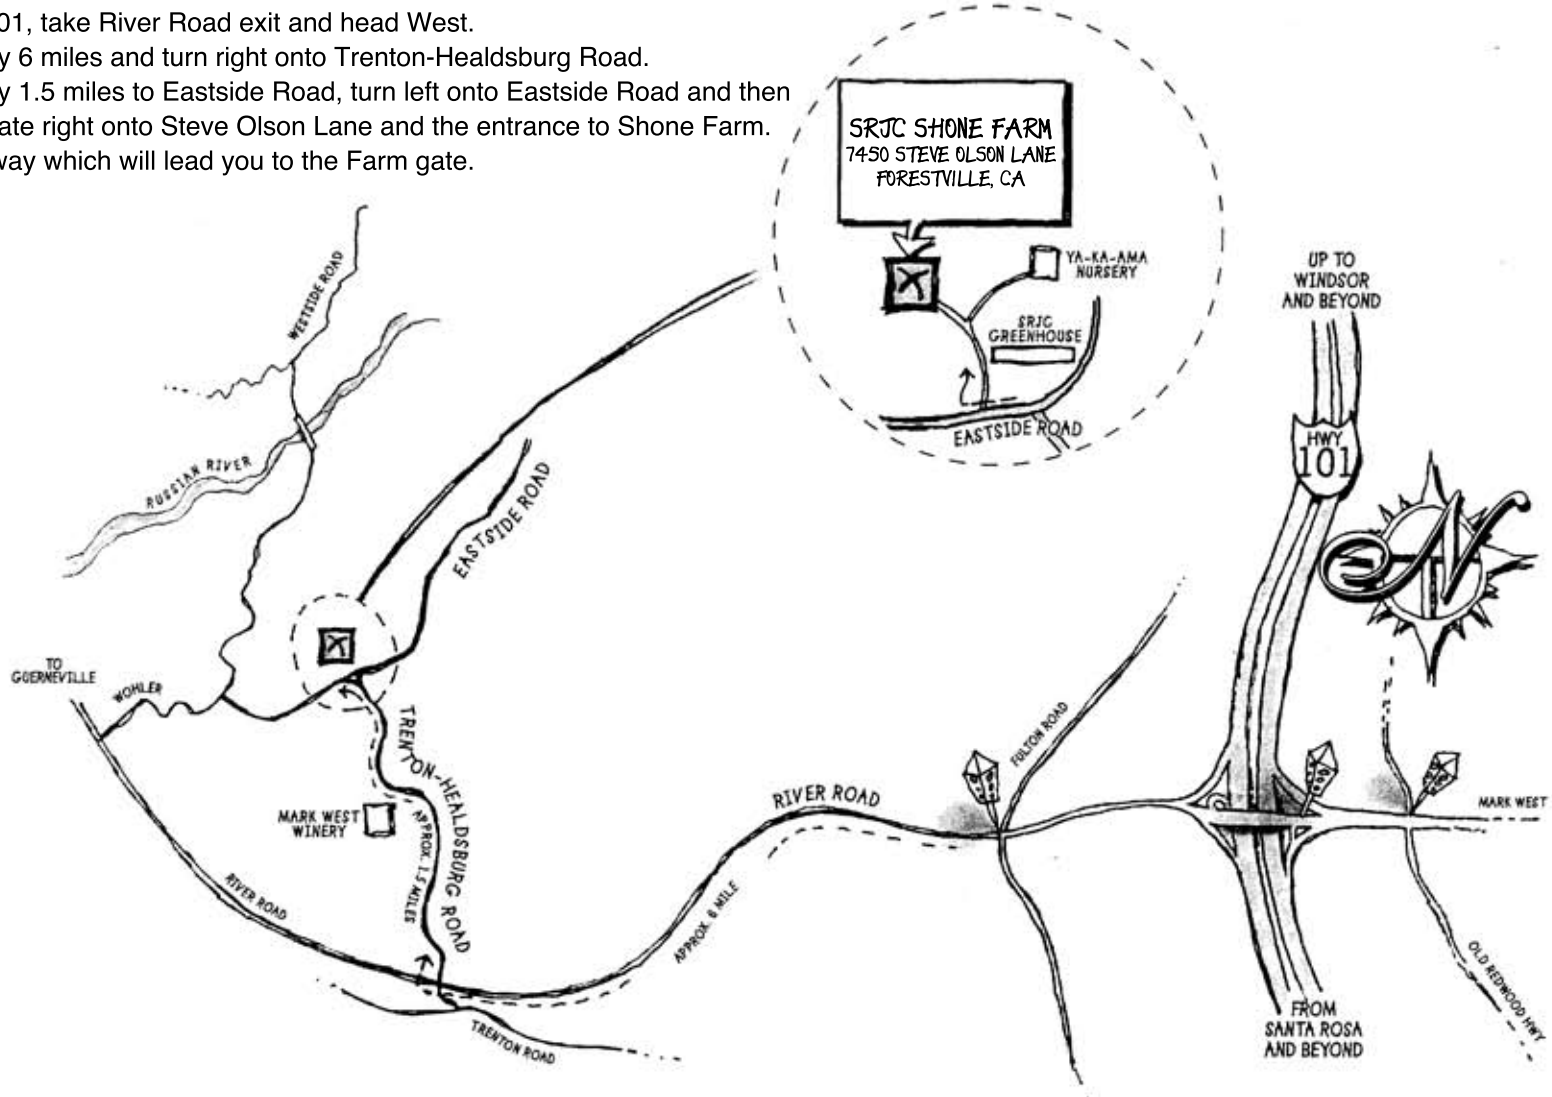 01, take River Road exit and head West.
y 6 miles and turn right onto Trenton-Healdsburg Road.
y 1.5 miles to Eastside Road, turn left onto Eastside Road and then
ate right onto Steve Olson Lane and the entrance to Shone Farm.
way which will lead you to the Farm gate.
SRJC SHONE FARM
7450 STEVE OLSON LANE
FORESTVILLE, CA
YA-KA-AMA
NURSERY
SRJC
GREENHOUSE
EASTSIDE ROAD
UP TO
WINDSOR
AND BEYOND
HWY
101
N
WESTSIDE ROAD
RUSSIAN RIVER
EASTSIDE ROAD
TO
GUERNEVILLE
WOHLER
TRENTON-HEALDSBURG ROAD
APPROX. 1.5 MILES
MARK WEST
WINERY
RIVER ROAD
RIVER ROAD
APPROX. 6 MILE
FULTON ROAD
MARK WEST
OLD REDWOOD HWY
TRENTON ROAD
FROM
SANTA ROSA
AND BEYOND